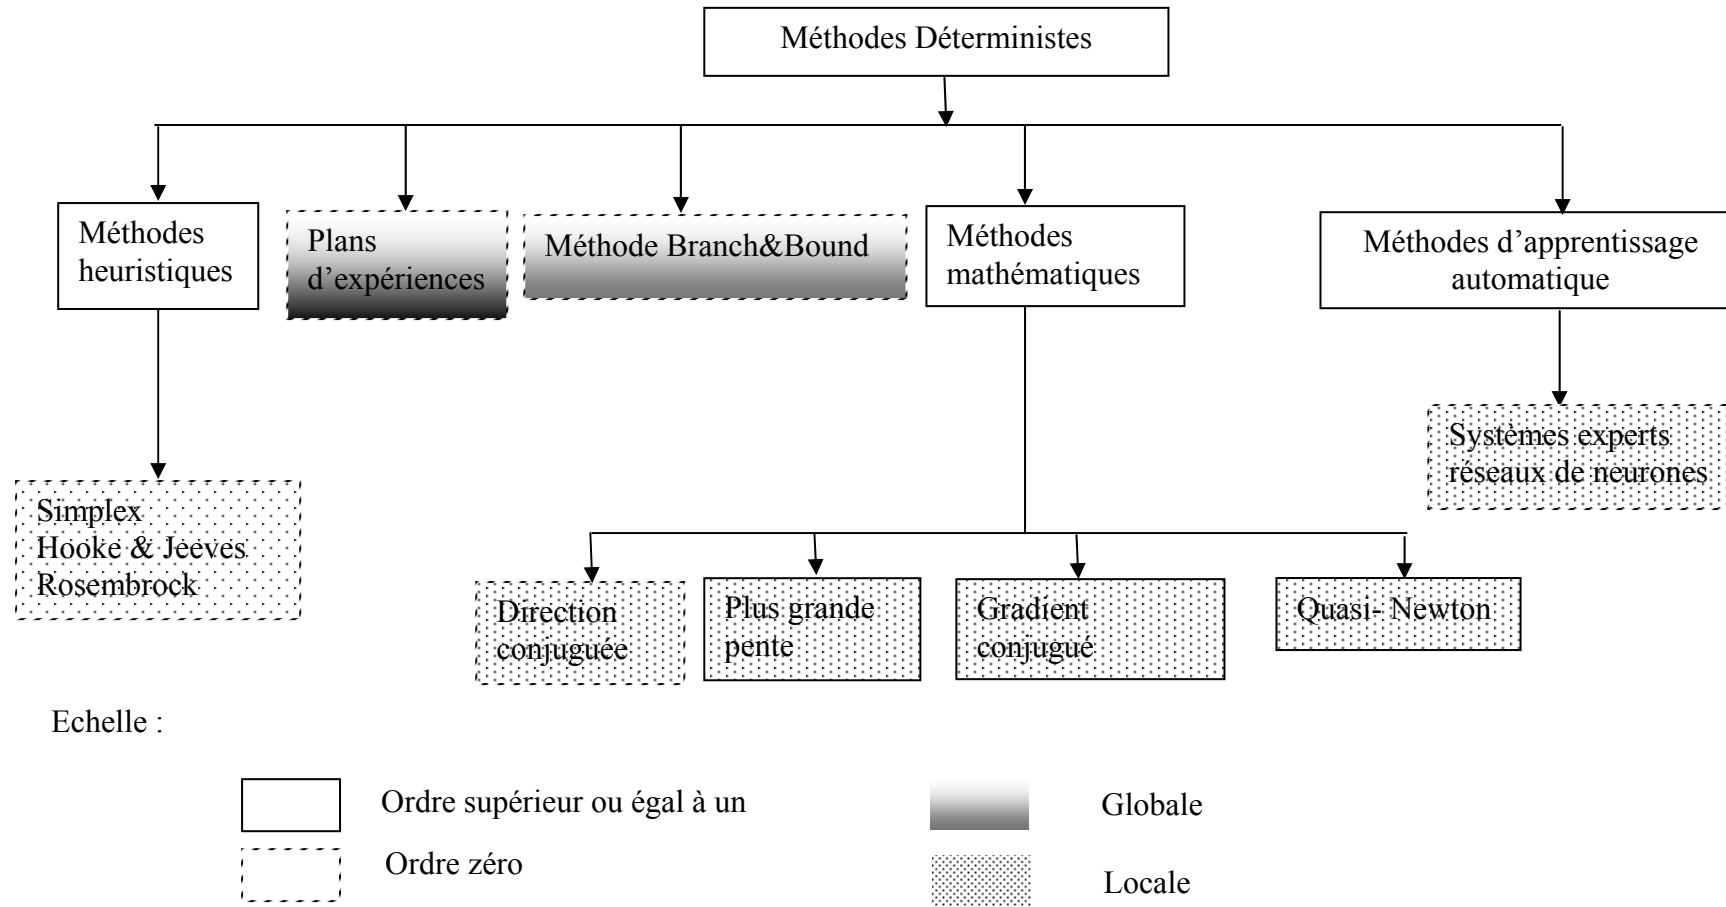 Méthodes Déterministes
Méthodes
heuristiques
Plans
d’expériences
Méthode Branch&Bound
Méthodes
mathématiques
Méthodes d’apprentissage
automatique
Systèmes experts
réseaux de neurones
Simplex
Hooke & Jeeves
Rosembrock
Direction
conjuguée
Plus grande
pente
Gradient
conjugué
Quasi- Newton
Echelle :
Ordre supérieur ou égal à un
Globale
Ordre zéro
Locale